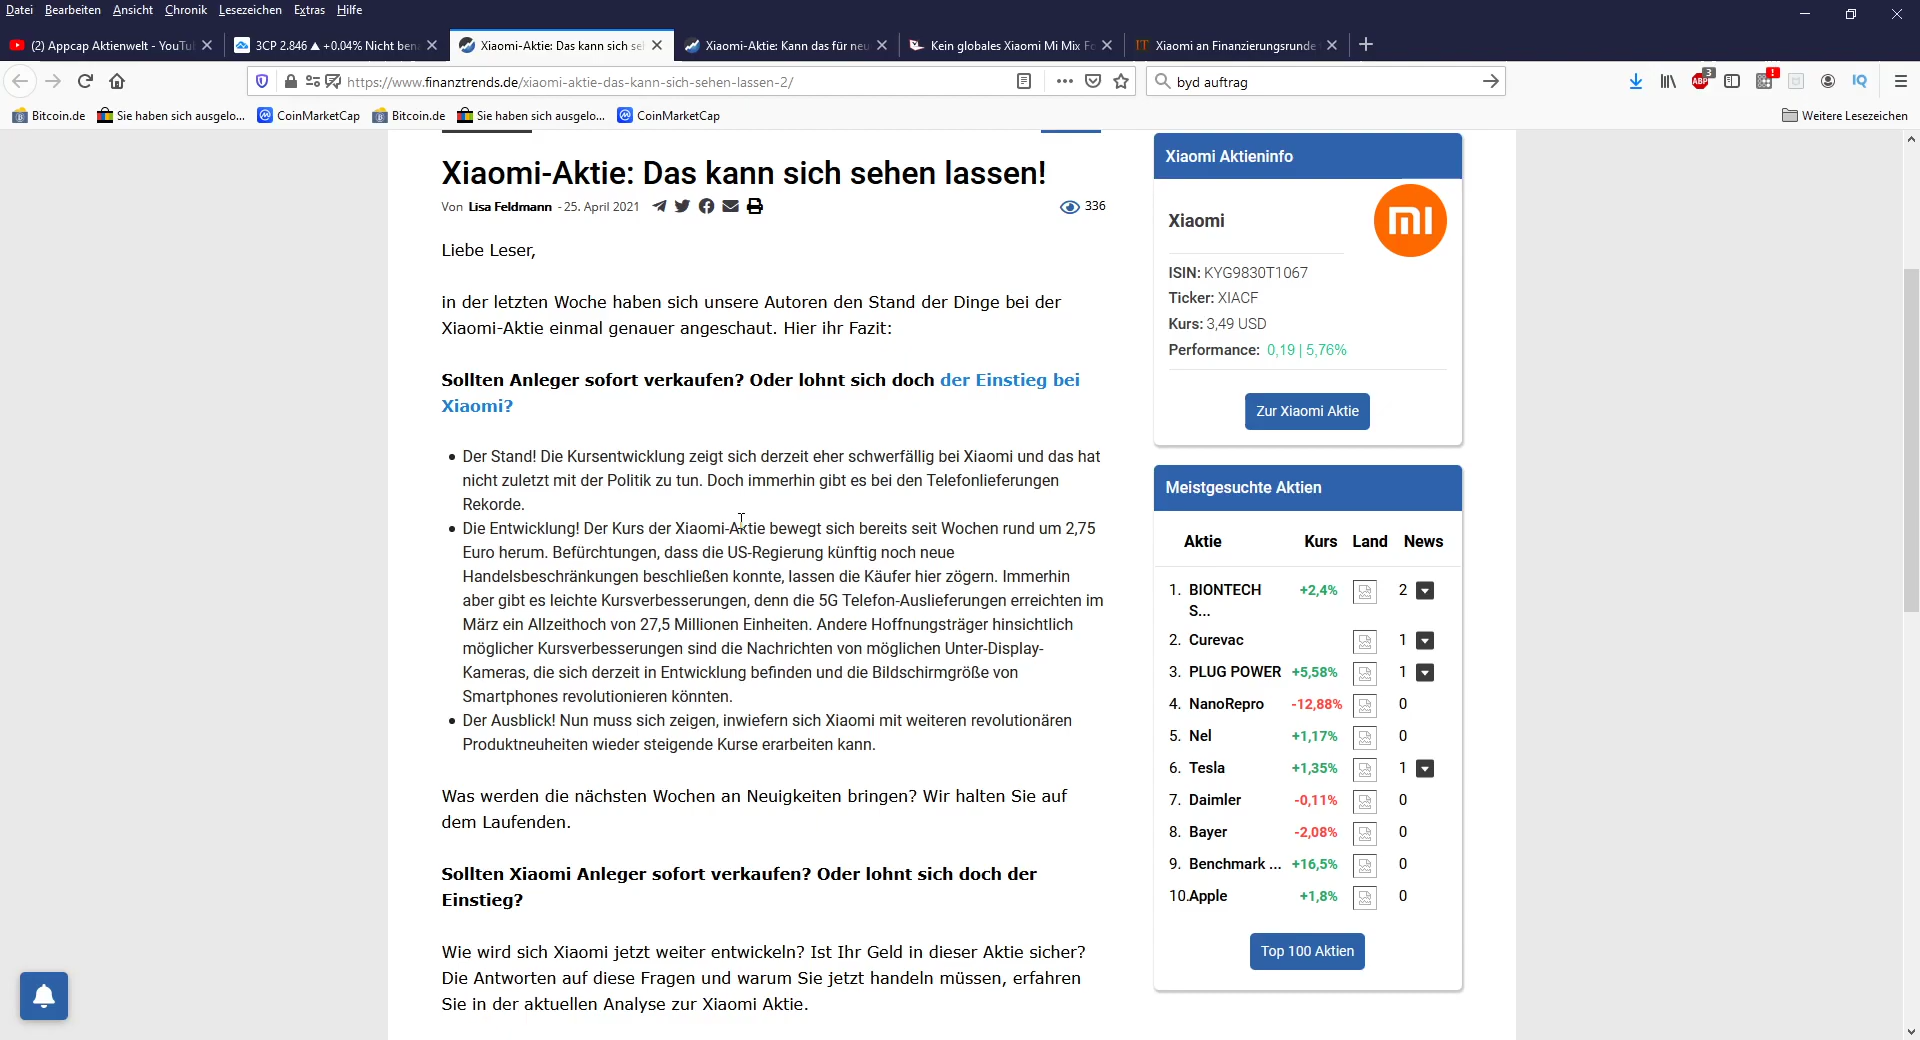 Datei Bearbeiten Ansicht Chronik Lesezeichen Extras Hilfe
(2) Appcap Aktienwelt - YouTu
3CP 2.846 ▲ +0.04% Nicht ben
Xiaomi-Aktie: Das kann sich se
Xiaomi-Aktie: Kann das für neu
Kein globales Xiaomi Mi Mix Fo
Xiaomi an Finanzierungsrunde
https://www.finanztrends.de/xiaomi-aktie-das-kann-sich-sehen-lassen-2/
byd auftrag
ABP 3
!
IQ
Bitcoin.de
Sie haben sich ausgelo...
CoinMarketCap
Bitcoin.de
Sie haben sich ausgelo...
CoinMarketCap
Weitere Lesezeichen
Xiaomi-Aktie: Das kann sich sehen lassen!
Von Lisa Feldmann - 25. April 2021
336
Liebe Leser,
in der letzten Woche haben sich unsere Autoren den Stand der Dinge bei der
Xiaomi-Aktie einmal genauer angeschaut. Hier ihr Fazit:
Sollten Anleger sofort verkaufen? Oder lohnt sich doch der Einstieg bei
Xiaomi?
• Der Stand! Die Kursentwicklung zeigt sich derzeit eher schwerfällig bei Xiaomi und das hat
nicht zuletzt mit der Politik zu tun. Doch immerhin gibt es bei den Telefonlieferungen
Rekorde.
• Die Entwicklung! Der Kurs der Xiaomi-Aktie bewegt sich bereits seit Wochen rund um 2,75
Euro herum. Befürchtungen, dass die US-Regierung künftig noch neue
Handelsbeschränkungen beschließen konnte, lassen die Käufer hier zögern. Immerhin
aber gibt es leichte Kursverbesserungen, denn die 5G Telefon-Auslieferungen erreichten im
März ein Allzeithoch von 27,5 Millionen Einheiten. Andere Hoffnungsträger hinsichtlich
möglicher Kursverbesserungen sind die Nachrichten von möglichen Unter-Display-
Kameras, die sich derzeit in Entwicklung befinden und die Bildschirmgröße von
Smartphones revolutionieren könnten.
• Der Ausblick! Nun muss sich zeigen, inwiefern sich Xiaomi mit weiteren revolutionären
Produktneuheiten wieder steigende Kurse erarbeiten kann.
Was werden die nächsten Wochen an Neuigkeiten bringen? Wir halten Sie auf
dem Laufenden.
Sollten Xiaomi Anleger sofort verkaufen? Oder lohnt sich doch der
Einstieg?
Wie wird sich Xiaomi jetzt weiter entwickeln? Ist Ihr Geld in dieser Aktie sicher?
Die Antworten auf diese Fragen und warum Sie jetzt handeln müssen, erfahren
Sie in der aktuellen Analyse zur Xiaomi Aktie.
Xiaomi Aktieninfo
Xiaomi
mi
ISIN: KYG9830T1067
Ticker: XIACF
Kurs: 3,49 USD
Performance: 0,19 | 5,76%
Zur Xiaomi Aktie
Meistgesuchte Aktien
Aktie Kurs Land News
1. BIONTECH S... +2,4% 2
2. Curevac 1
3. PLUG POWER +5,58% 1
4. NanoRepro -12,88% 0
5. Nel +1,17% 0
6. Tesla +1,35% 1
7. Daimler -0,11% 0
8. Bayer -2,08% 0
9. Benchmark ... +16,5% 0
10.Apple +1,8% 0
Top 100 Aktien